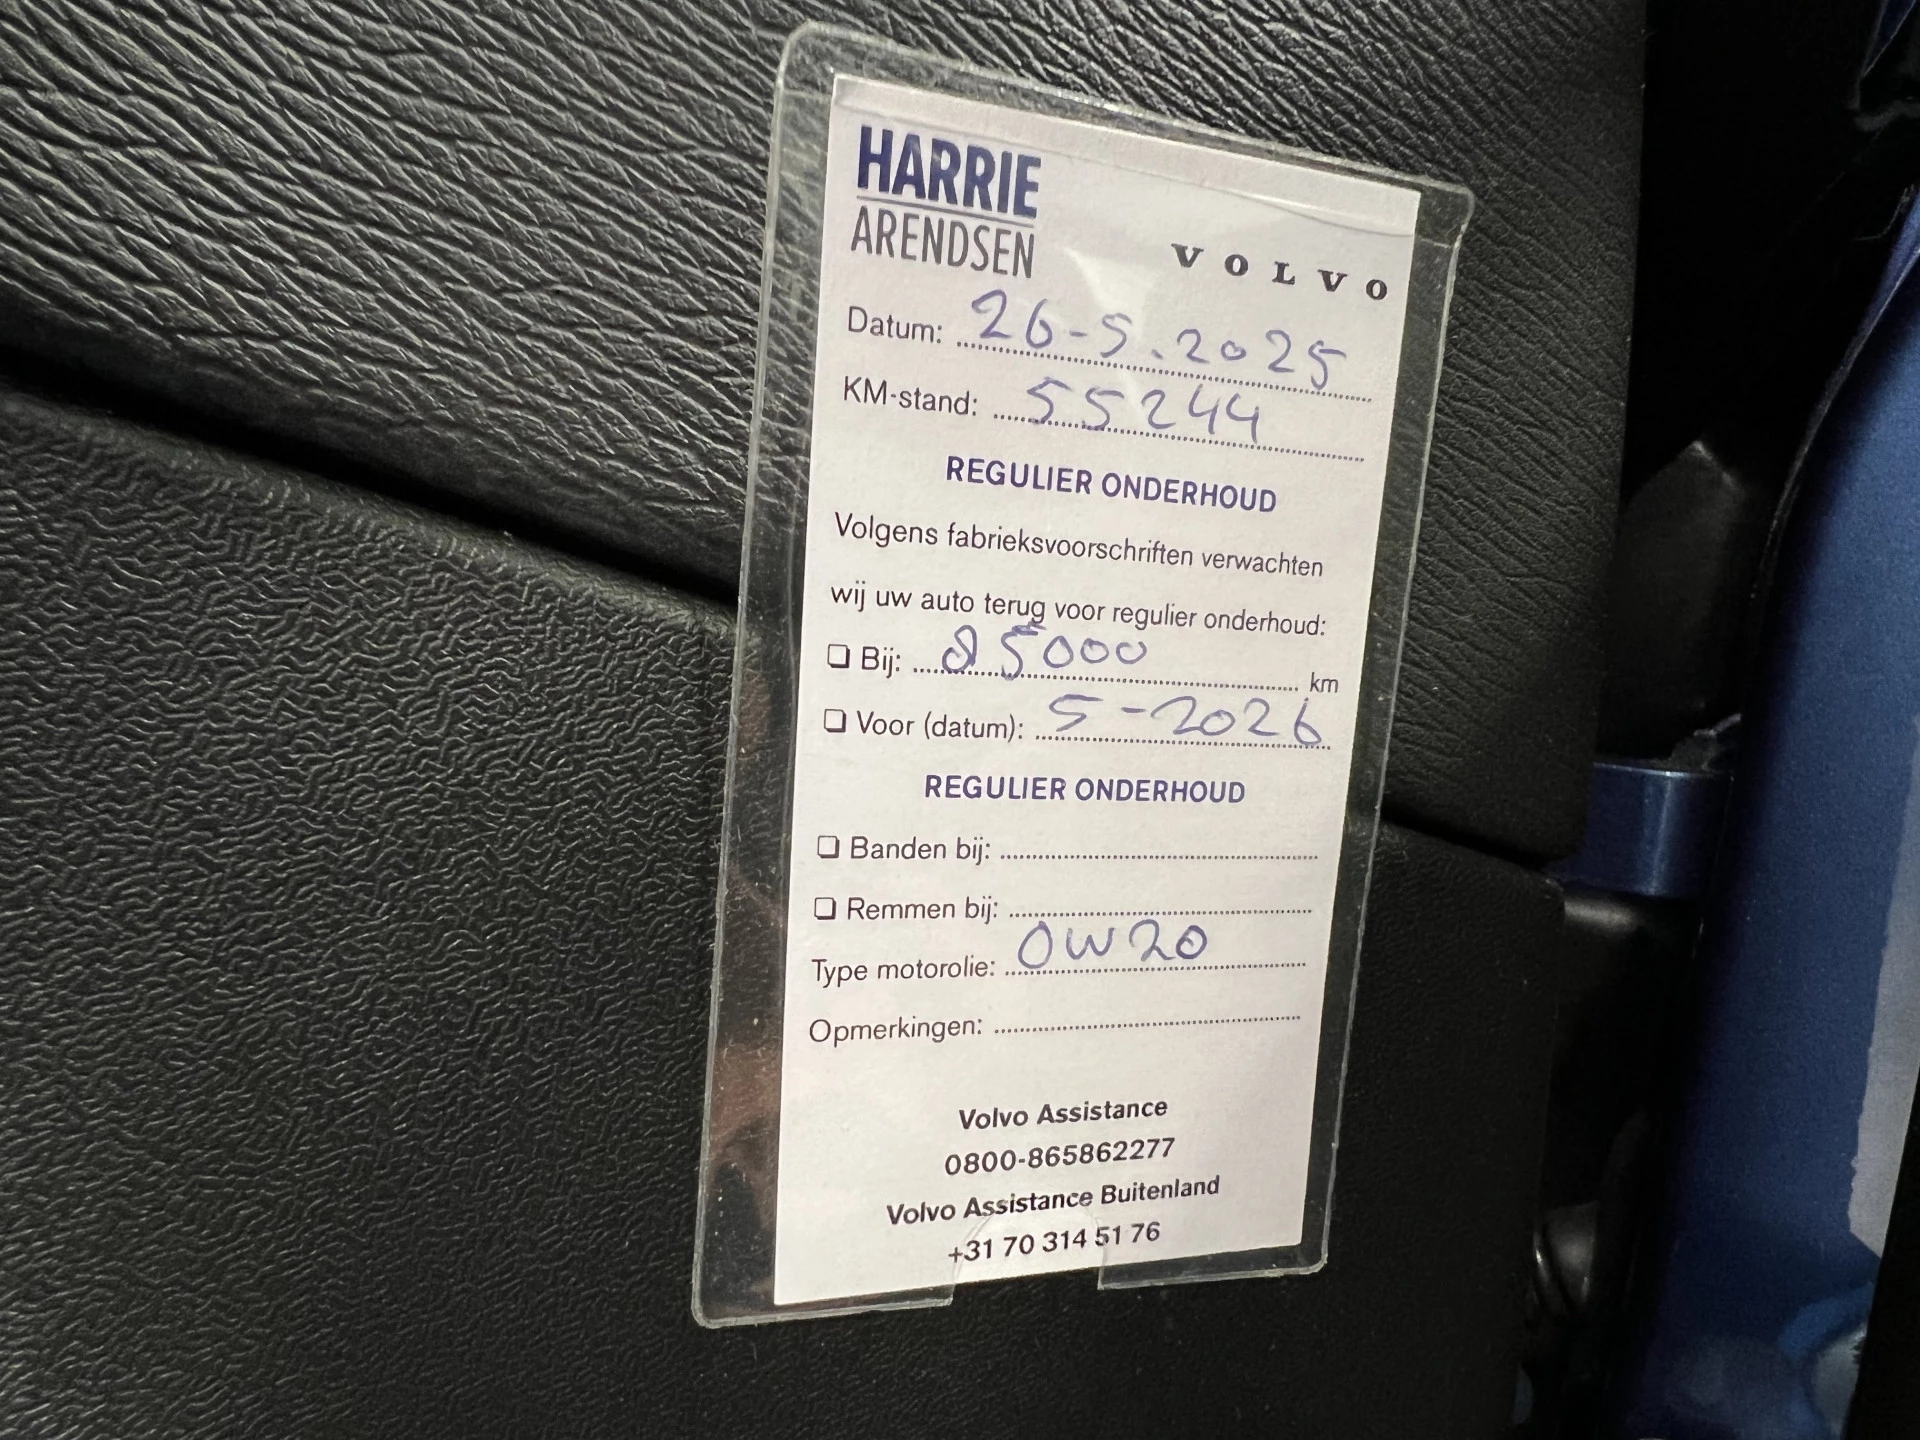 HARRIE
ARENDSEN
VOLVO
Datum: 26-5.2025
KM-stand: 55244
REGULIER ONDERHOUD
Volgens fabrieksvoorschriften verwachten
wij uw auto terug voor regulier onderhoud:
Bij: 85000 km
Voor (datum): 5-2026
REGULIER ONDERHOUD
Banden bij:
Remmen bij:
Type motorolie: 0W20
Opmerkingen:
Volvo Assistance
0800-865862277
Volvo Assistance Buitenland
+31 70 314 51 76